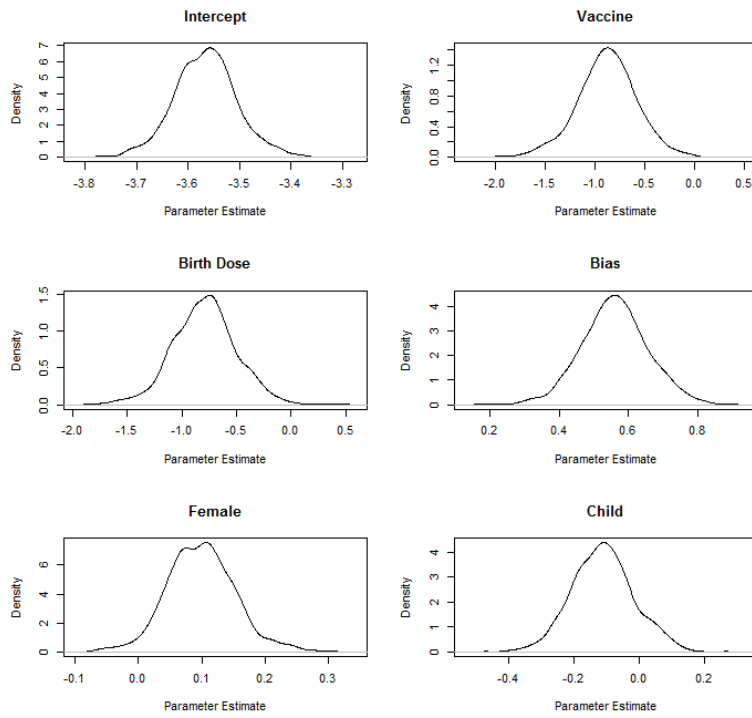 Intercept
Density
0 1 2 3 4 5 6 7
-3.8 -3.7 -3.6 -3.5 -3.4 -3.3
Parameter Estimate
Vaccine
Density
0.0 0.4 0.8 1.2
-2.0 -1.5 -1.0 -0.5 0.0 0.5
Parameter Estimate
Birth Dose
Density
0.0 0.5 1.0 1.5
-2.0 -1.5 -1.0 -0.5 0.0 0.5
Parameter Estimate
Bias
Density
0 1 2 3 4
0.2 0.4 0.6 0.8
Parameter Estimate
Female
Density
0 2 4 6
-0.1 0.0 0.1 0.2 0.3
Parameter Estimate
Child
Density
0 1 2 3 4
-0.4 -0.2 0.0 0.2
Parameter Estimate